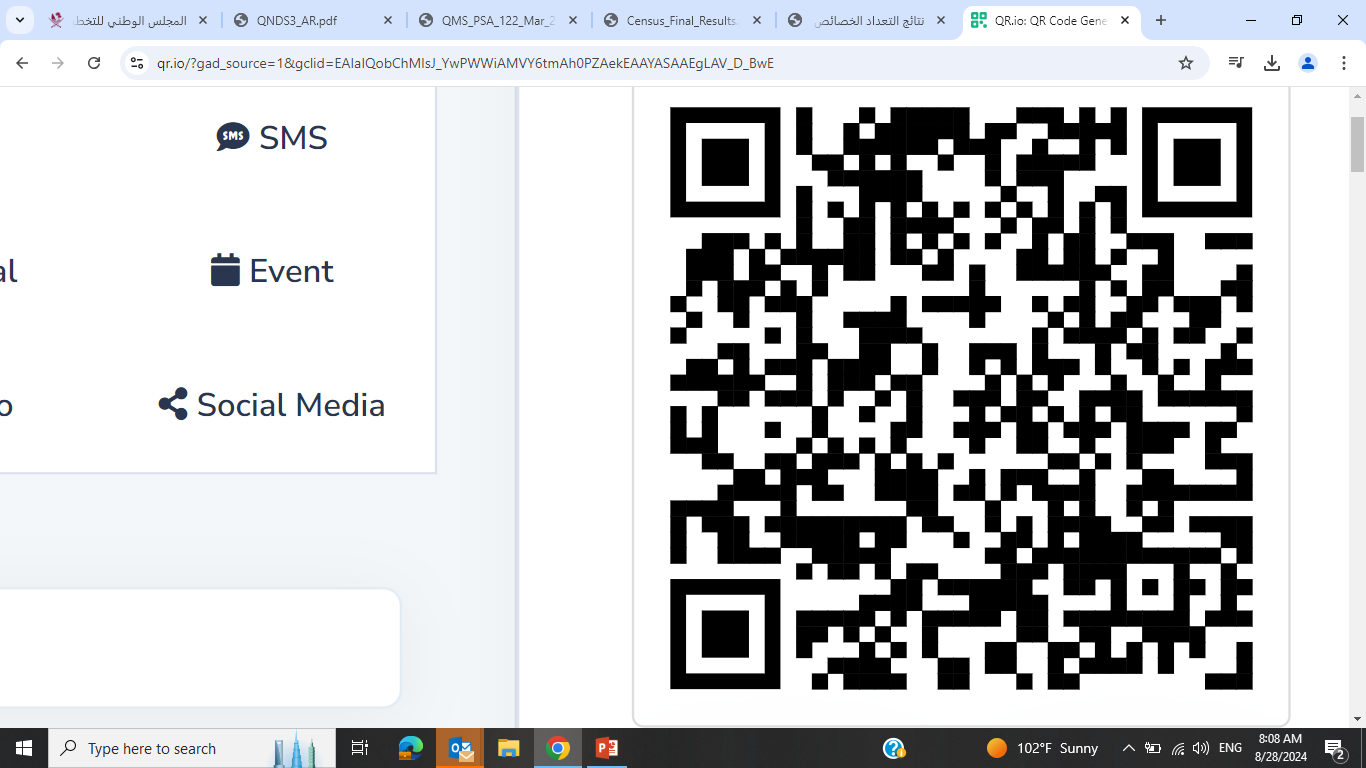 المجلس الوطني للتخط
QNDS3_AR.pdf
QMS_PSA_122_Mar_2
Census_Final_Results
نتائج التعداد الخصائص
QR.io: QR Code Gene
qr.io/?gad_source=1&gclid=EAIaIQobChMIsJ_YwPWWiAMVY6tmAh0PZAekEAAYASAAEgLAV_D_BwE
SMS SMS
al
Event
o
Social Media
Type here to search
102°F Sunny
ENG
8:08 AM
8/28/2024
2